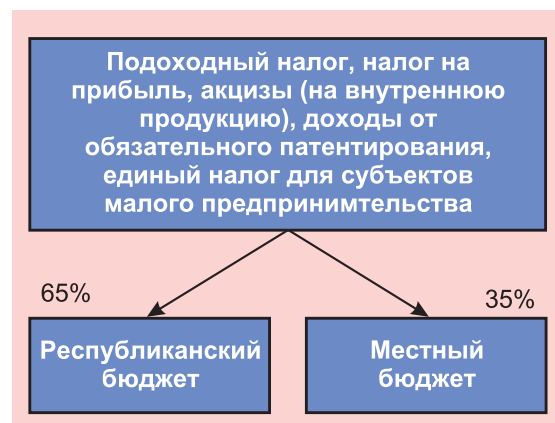 Подоходный налог, налог на
прибыль, акцизы (на внутреннюю
продукцию), доходы от
обязательного патентирования,
единый налог для субъектов
малого предпринимтельства
65%
35%
Республиканский
бюджет
Местный
бюджет